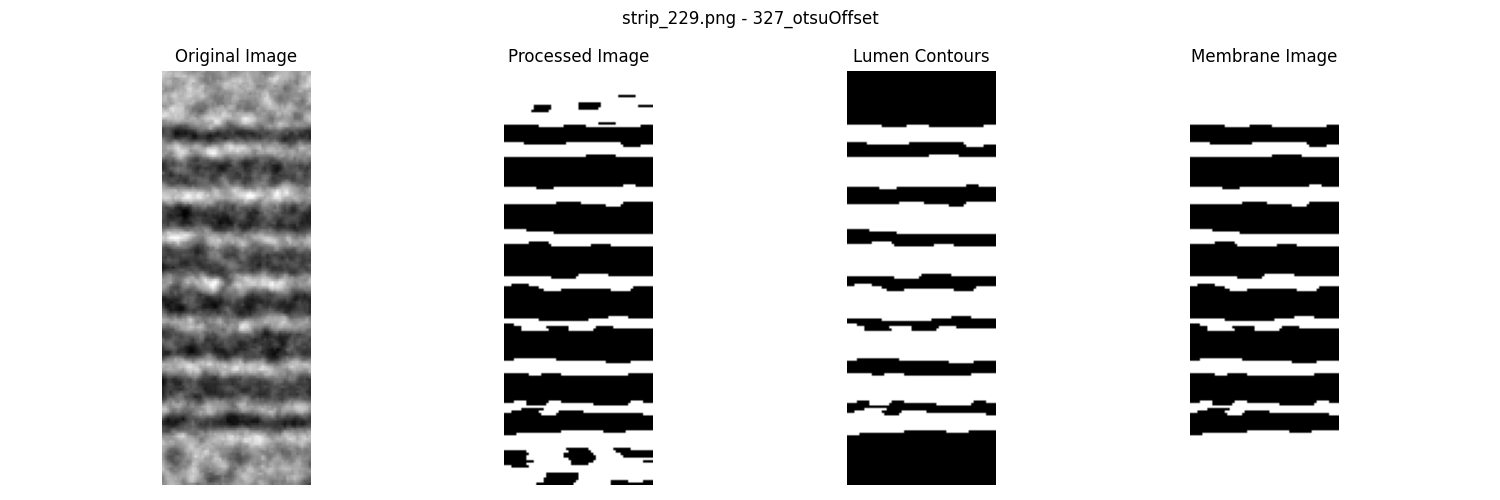 strip_229.png - 327_otsuOffset
Original Image
Processed Image
Lumen Contours
Membrane Image